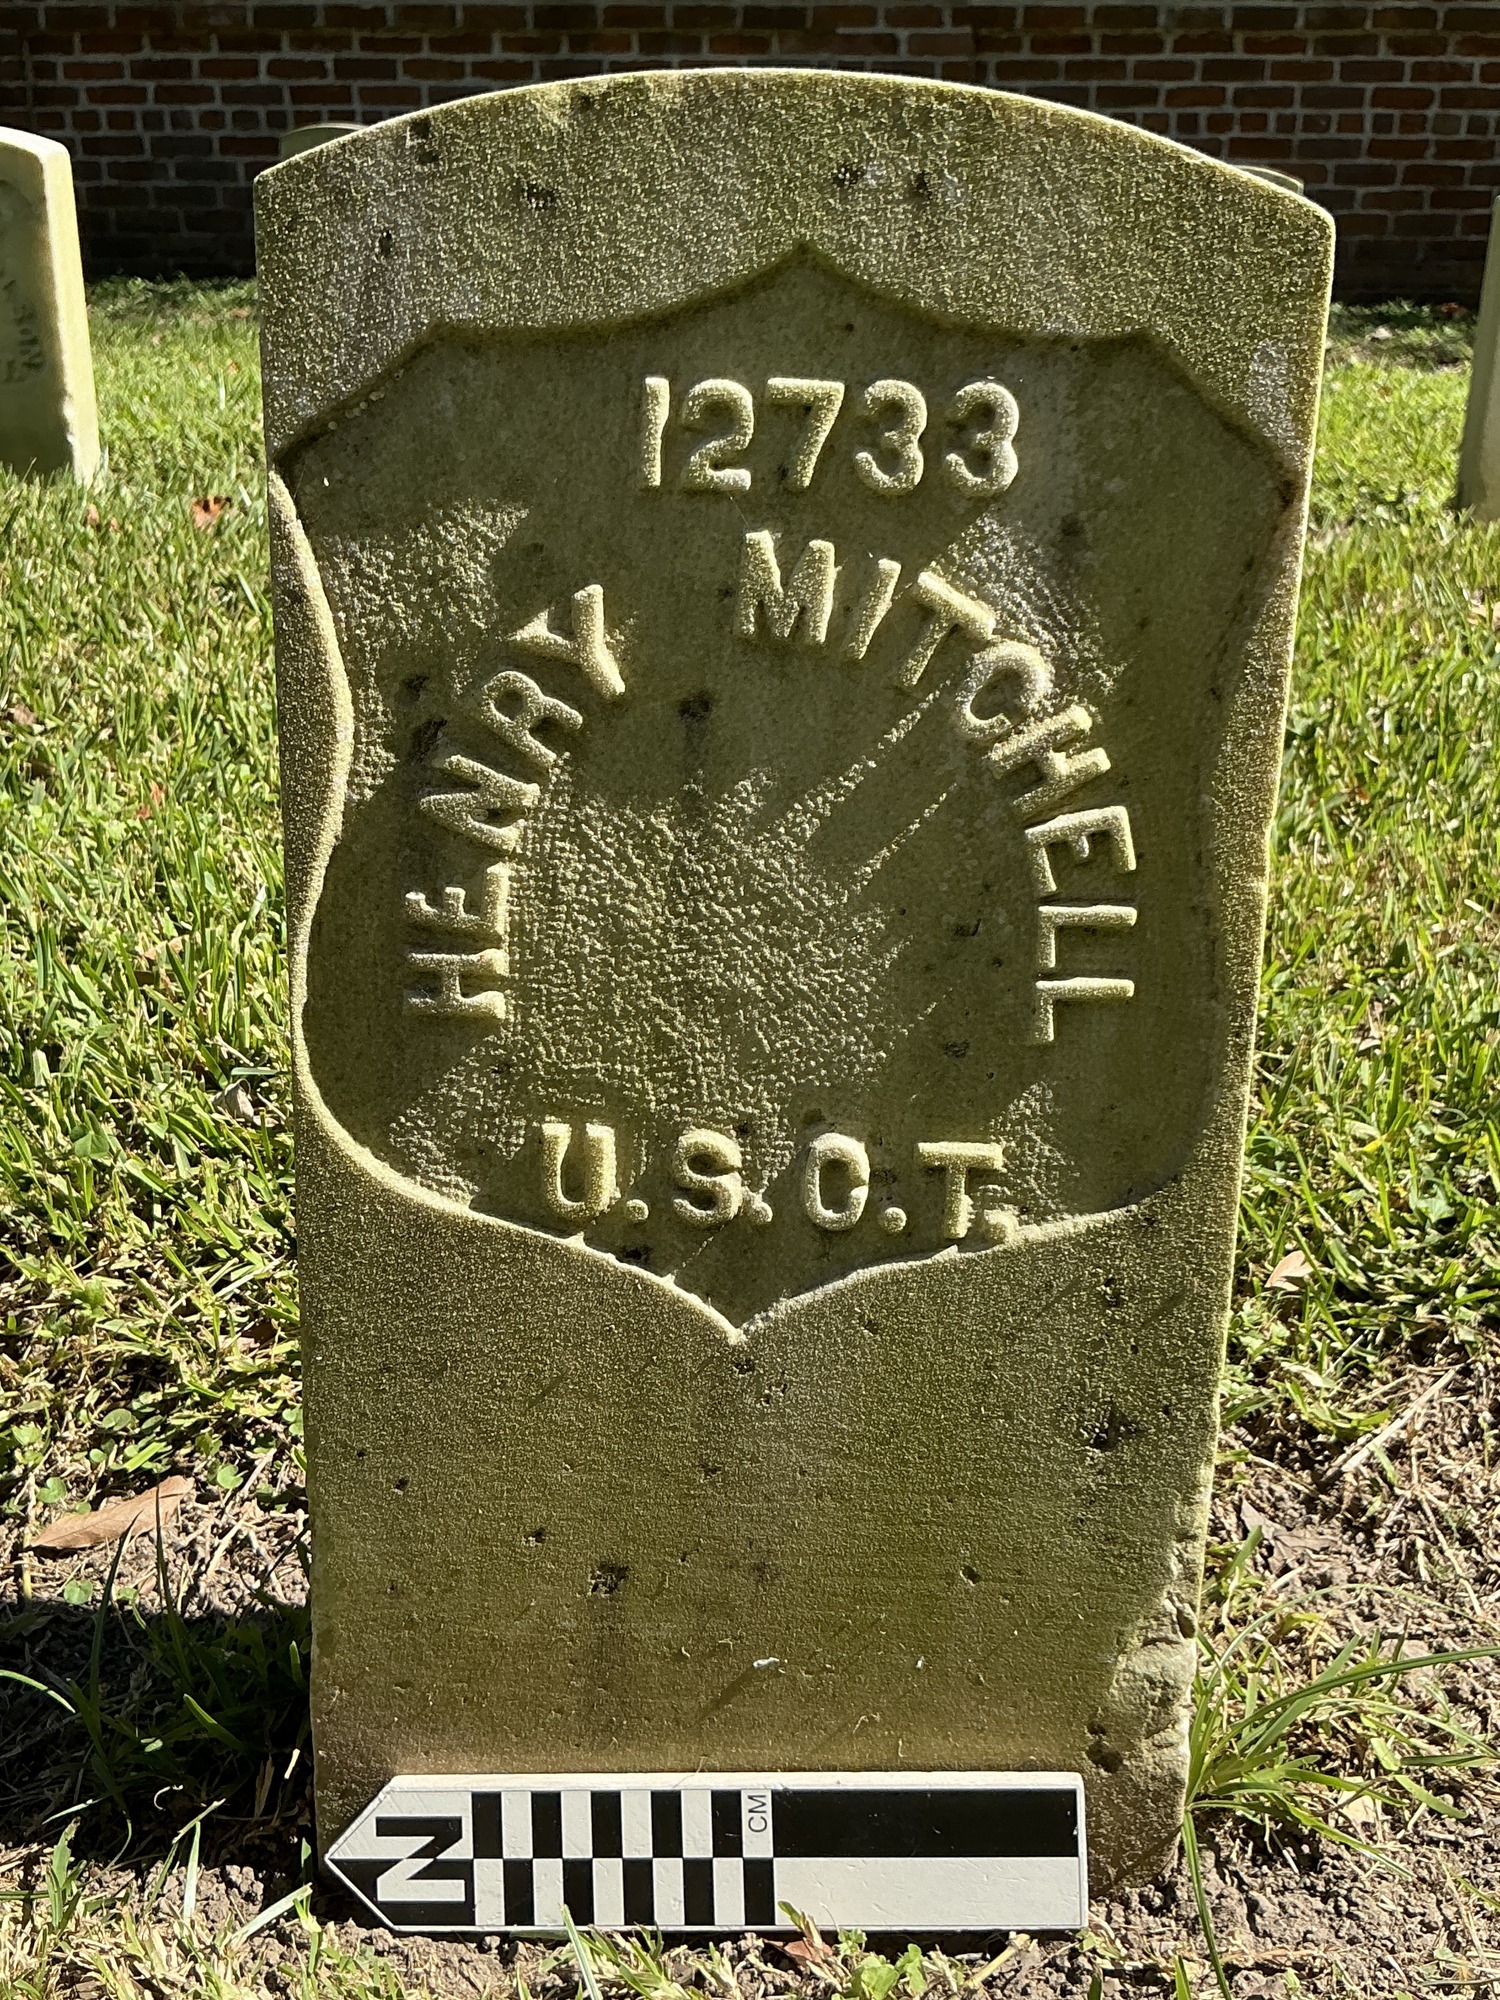 12733
HENRY MITCHELL
U.S.C.T.
CM
N